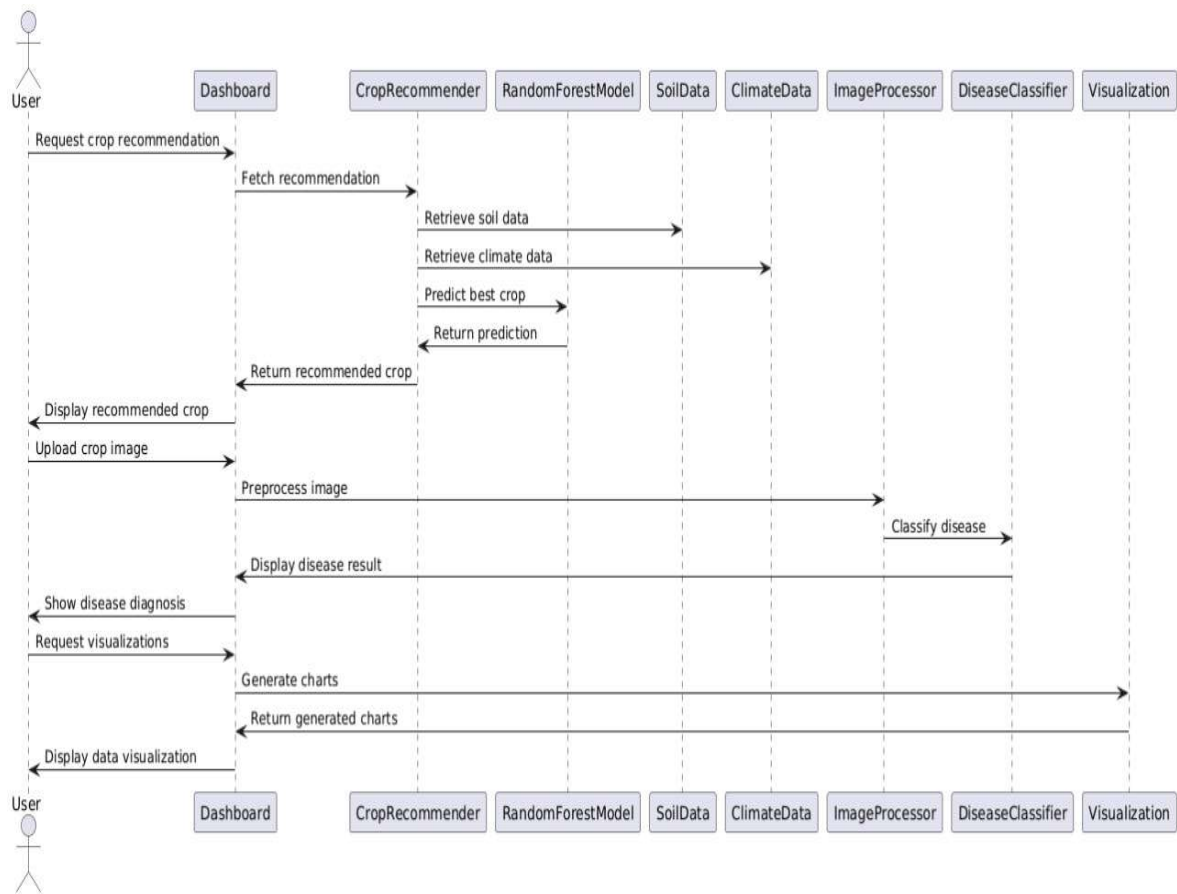 User
Dashboard
CropRecommender
RandomForestModel
SoilData
ClimateData
ImageProcessor
DiseaseClassifier
Visualization
Request crop recommendation
Fetch recommendation
Retrieve soil data
Retrieve climate data
Predict best crop
Return prediction
Return recommended crop
Display recommended crop
Upload crop image
Preprocess image
Classify disease
Display disease result
Show disease diagnosis
Request visualizations
Generate charts
Return generated charts
Display data visualization
User
Dashboard
CropRecommender
RandomForestModel
SoilData
ClimateData
ImageProcessor
DiseaseClassifier
Visualization